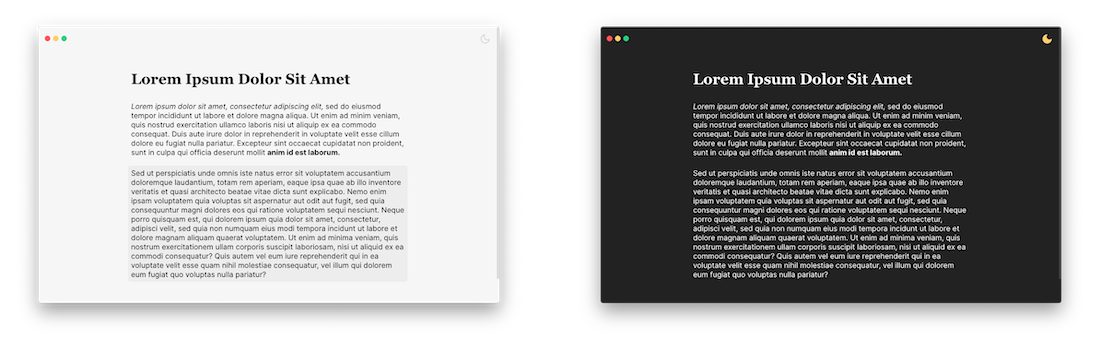 Lorem Ipsum Dolor Sit Amet
Lorem ipsum dolor sit amet, consectetur adipiscing elit, sed do eiusmod
tempor incididunt ut labore et dolore magna aliqua. Ut enim ad minim veniam,
quis nostrud exercitation ullamco laboris nisi ut aliquip ex ea commodo
consequat. Duis aute irure dolor in reprehenderit in voluptate velit esse cillum
dolore eu fugiat nulla pariatur. Excepteur sint occaecat cupidatat non proident,
sunt in culpa qui officia deserunt mollit anim id est laborum.
Sed ut perspiciatis unde omnis iste natus error sit voluptatem accusantium
doloremque laudantium, totam rem aperiam, eaque ipsa quae ab illo inventore
veritatis et quasi architecto beatae vitae dicta sunt explicabo. Nemo enim
ipsam voluptatem quia voluptas sit aspernatur aut odit aut fugit, sed quia
consequuntur magni dolores eos qui ratione voluptatem sequi nesciunt. Neque
porro quisquam est, qui dolorem ipsum quia dolor sit amet, consectetur,
adipisci velit, sed quia non numquam eius modi tempora incidunt ut labore et
dolore magnam aliquam quaerat voluptatem. Ut enim ad minima veniam, quis
nostrum exercitationem ullam corporis suscipit laboriosam, nisi ut aliquid ex ea
commodi consequatur? Quis autem vel eum iure reprehenderit qui in ea
voluptate velit esse quam nihil molestiae consequatur, vel illum qui dolorem
eum fugiat quo voluptas nulla pariatur?
Lorem Ipsum Dolor Sit Amet
Lorem ipsum dolor sit amet, consectetur adipiscing elit, sed do eiusmod
tempor incididunt ut labore et dolore magna aliqua. Ut enim ad minim veniam,
quis nostrud exercitation ullamco laboris nisi ut aliquip ex ea commodo
consequat. Duis aute irure dolor in reprehenderit in voluptate velit esse cillum
dolore eu fugiat nulla pariatur. Excepteur sint occaecat cupidatat non proident,
sunt in culpa qui officia deserunt mollit anim id est laborum.
Sed ut perspiciatis unde omnis iste natus error sit voluptatem accusantium
doloremque laudantium, totam rem aperiam, eaque ipsa quae ab illo inventore
veritatis et quasi architecto beatae vitae dicta sunt explicabo. Nemo enim
ipsam voluptatem quia voluptas sit aspernatur aut odit aut fugit, sed quia
consequuntur magni dolores eos qui ratione voluptatem sequi nesciunt. Neque
porro quisquam est, qui dolorem ipsum quia dolor sit amet, consectetur,
adipisci velit, sed quia non numquam eius modi tempora incidunt ut labore et
dolore magnam aliquam quaerat voluptatem. Ut enim ad minima veniam, quis
nostrum exercitationem ullam corporis suscipit laboriosam, nisi ut aliquid ex ea
commodi consequatur? Quis autem vel eum iure reprehenderit qui in ea
voluptate velit esse quam nihil molestiae consequatur, vel illum qui dolorem
eum fugiat quo voluptas nulla pariatur?